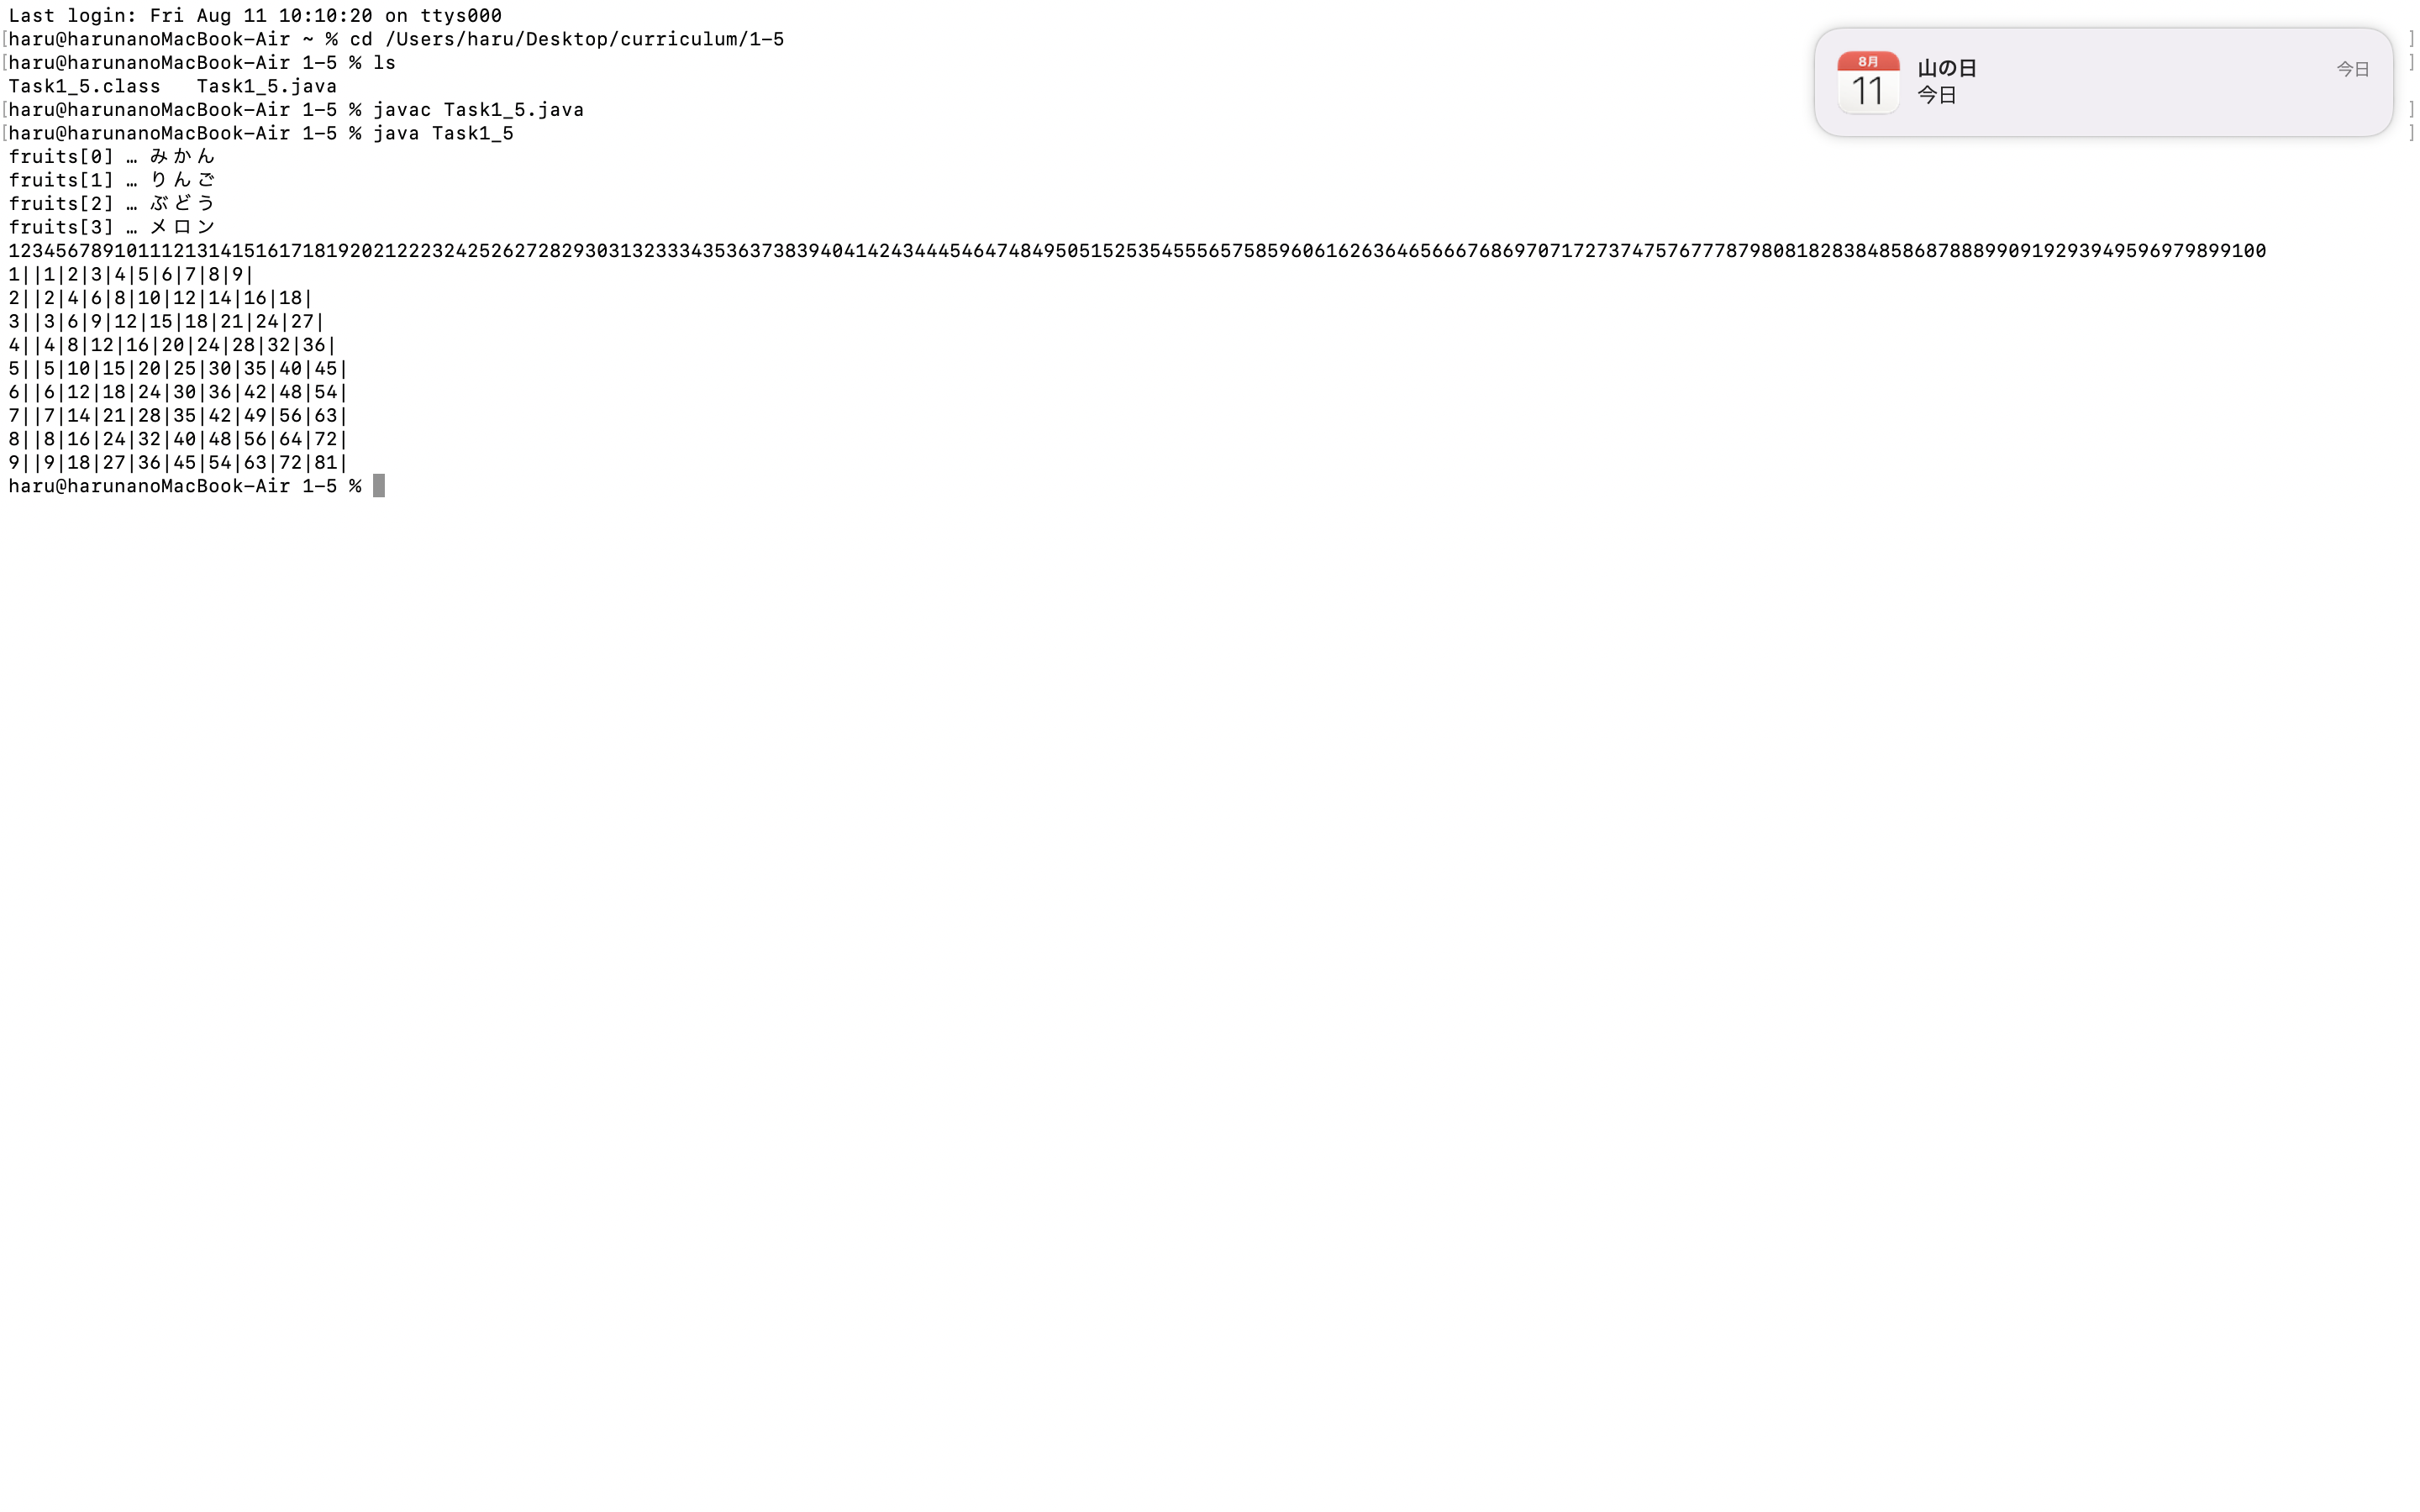 Last login: Fri Aug 11 10:10:20 on ttys000
[haru@harunanoMacBook-Air ~ % cd /Users/haru/Desktop/curriculum/1-5 ]
[haru@harunanoMacBook-Air 1-5 % ls ]
Task1_5.class   Task1_5.java
[haru@harunanoMacBook-Air 1-5 % javac Task1_5.java ]
[haru@harunanoMacBook-Air 1-5 % java Task1_5 ]
fruits[0] … みかん
fruits[1] … りんご
fruits[2] … ぶどう
fruits[3] … メロン
123456789101112131415161718192021222324252627282930313233343536373839404142434445464748495051525354555657585960616263646566676869707172737475767778798081828384858687888990919293949596979899100
1||1|2|3|4|5|6|7|8|9|
2||2|4|6|8|10|12|14|16|18|
3||3|6|9|12|15|18|21|24|27|
4||4|8|12|16|20|24|28|32|36|
5||5|10|15|20|25|30|35|40|45|
6||6|12|18|24|30|36|42|48|54|
7||7|14|21|28|35|42|49|56|63|
8||8|16|24|32|40|48|56|64|72|
9||9|18|27|36|45|54|63|72|81|
haru@harunanoMacBook-Air 1-5 %
8月
11
山の日
今日
今日